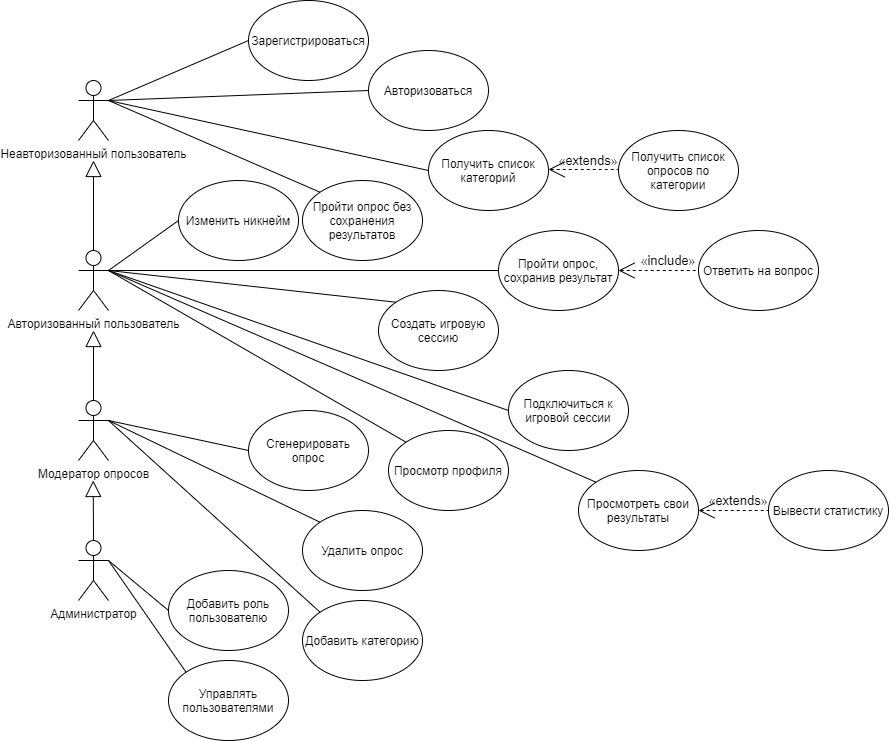 Зарегистрироваться
Авторизоваться
Неавторизованный пользователь
Получить список
категорий
«extends»
Получить список
опросов по
категории
Изменить никнейм
Пройти опрос без
сохранения
результатов
Пройти опрос,
сохранив результат
«include»
Ответить на вопрос
Авторизованный пользователь
Создать игровую
сессию
Подключиться к
игровой сессии
Сгенерировать
опрос
Просмотр профиля
Модератор опросов
Просмотреть свои
результаты
«extends»
Вывести статистику
Удалить опрос
Администратор
Добавить роль
пользователю
Добавить категорию
Управлять
пользователями